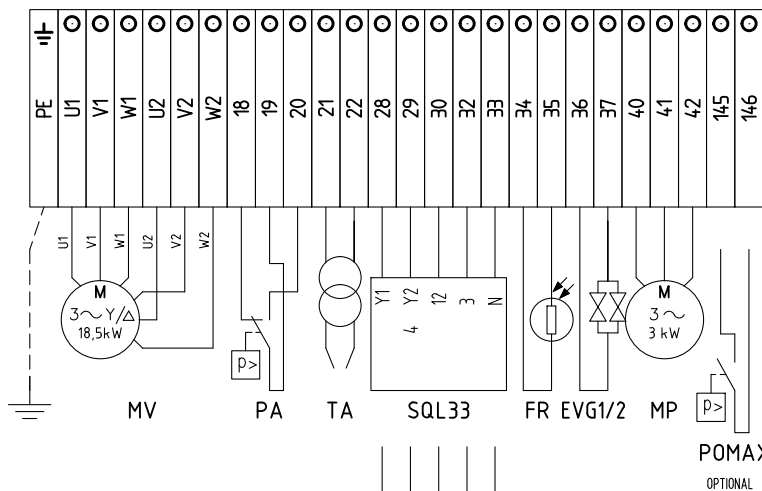 PE U1 V1 W1 U2 V2 W2 18 19 20 21 22 28 29 30 32 33 34 35 36 37 40 41 42 145 146
U1 V1 W1 U2 V2 W2
M
3~ Y/△
18,5kW
p>
Y1 Y2 12 3 N
4
M
3~
3 kW
p>
MV PA TA SQL33 FR EVG1/2 MP
POMAX
OPTIONAL